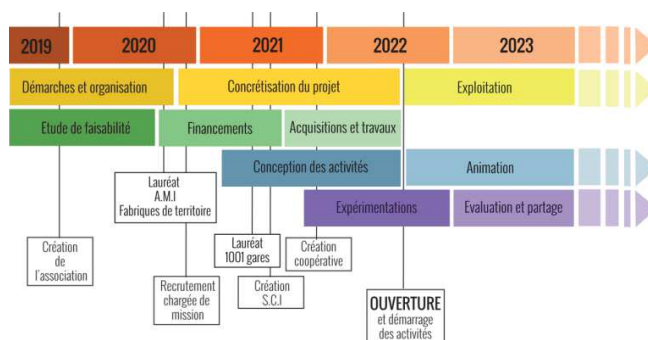 2019 2020 2021 2022 2023
Démarches et organisation Concrétisation du projet Exploitation
Etude de faisabilité Financements Acquisitions et travaux
Conception des activités Animation
Expérimentations Evaluation et partage
Lauréat
A.M.I
Fabriques de territoire
Création
de
l'association
Lauréat
1001 gares
Création
coopérative
Recrutement
chargée de
mission
Création
S.C.I
OUVERTURE
et démarrage
des activités